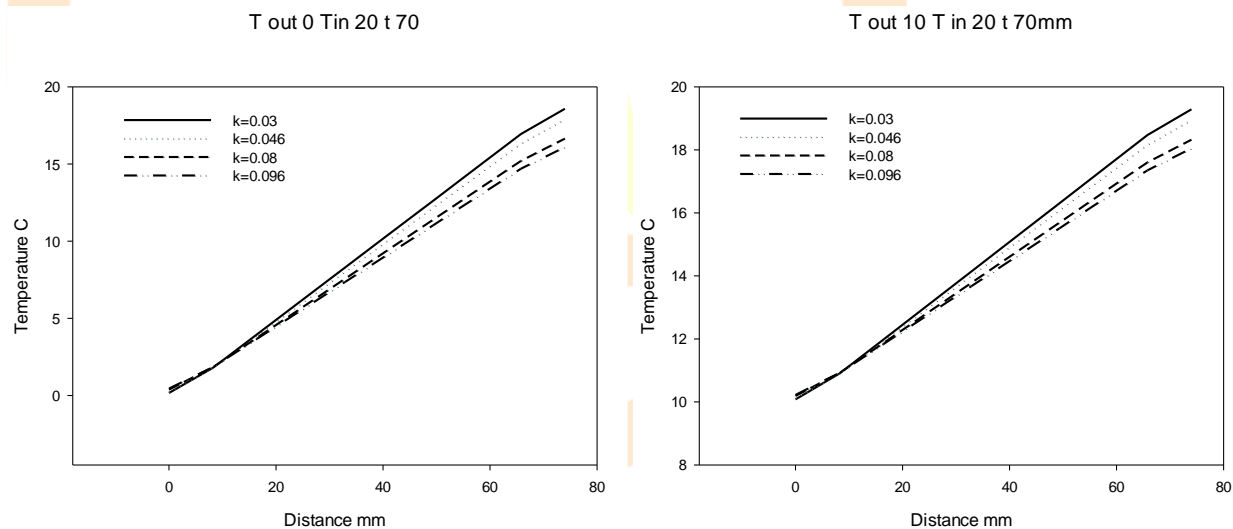 T out 0 Tin 20 t 70
k=0.03
k=0.046
k=0.08
k=0.096
Temperature C
20
15
10
5
0
0
20
40
60
80
Distance mm
T out 10 T in 20 t 70mm
k=0.03
k=0.046
k=0.08
k=0.096
Temperature C
20
18
16
14
12
10
8
0
20
40
60
80
Distance mm